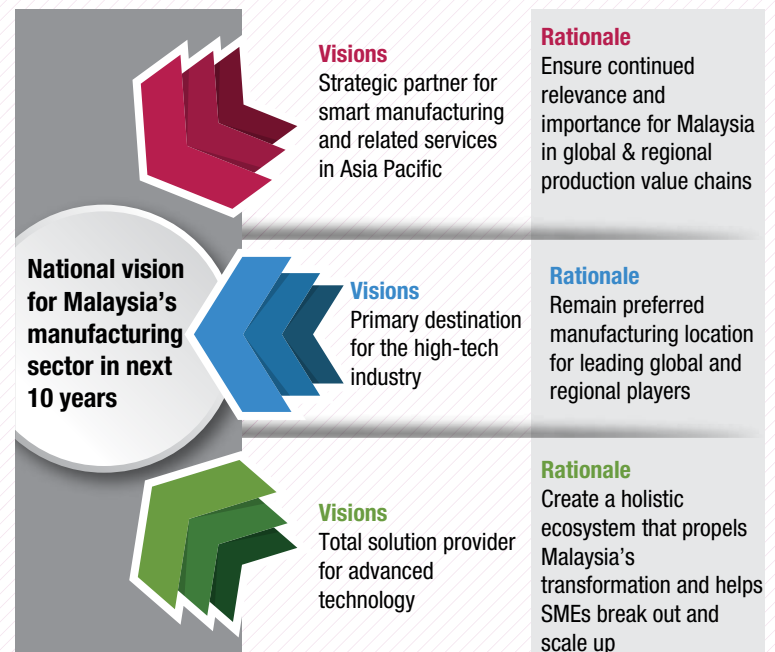 National vision
for Malaysia's
manufacturing
sector in next
10 years
Visions
Strategic partner for
smart manufacturing
and related services
in Asia Pacific
Rationale
Ensure continued
relevance and
importance for Malaysia
in global & regional
production value chains
Visions
Primary destination
for the high-tech
industry
Rationale
Remain preferred
manufacturing location
for leading global and
regional players
Visions
Total solution provider
for advanced
technology
Rationale
Create a holistic
ecosystem that propels
Malaysia's
transformation and helps
SMEs break out and
scale up